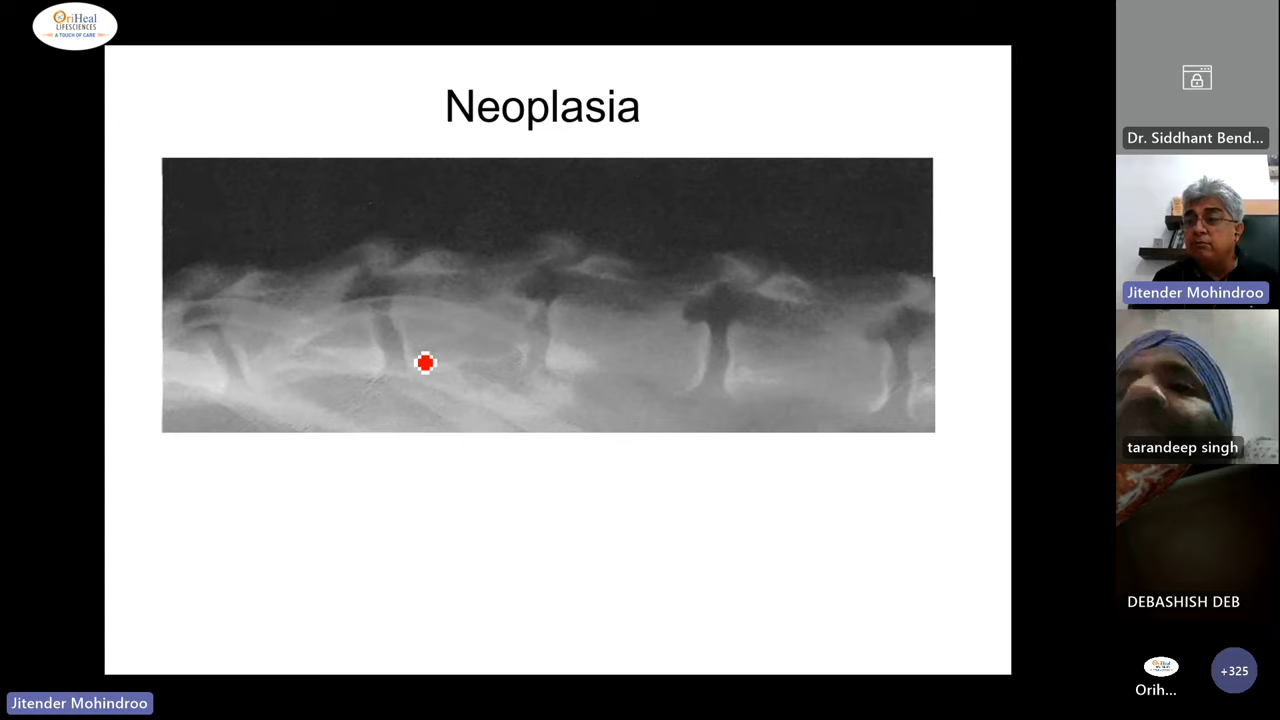 OriHeal
LIFESCIENCES
A TOUCH OF CARE
Neoplasia
Dr. Siddhant Bend...
Jitender Mohindroo
tarandeep singh
DEBASHISH DEB
Orih...
+325
Jitender Mohindroo